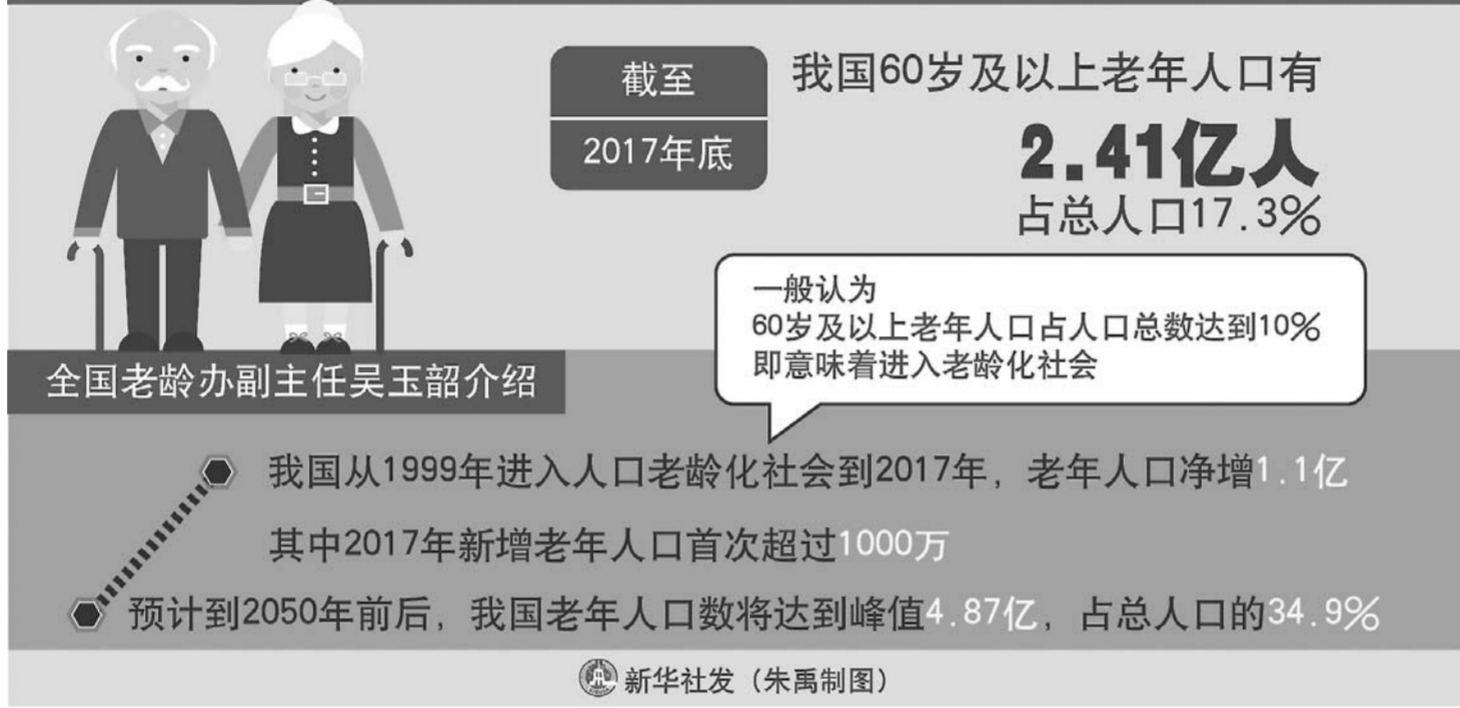 截至
2017年底
我国60岁及以上老年人口有
2.41亿人
占总人口17.3%
一般认为
60岁及以上老年人口占人口总数达到10%
即意味着进入老龄化社会
全国老龄办副主任吴玉韶介绍
我国从1999年进入人口老龄化社会到2017年，老年人口净增1.1亿
其中2017年新增老年人口首次超过1000万
预计到2050年前后，我国老年人口数将达到峰值4.87亿，占总人口的34.9%
新华社发（朱禹制图）